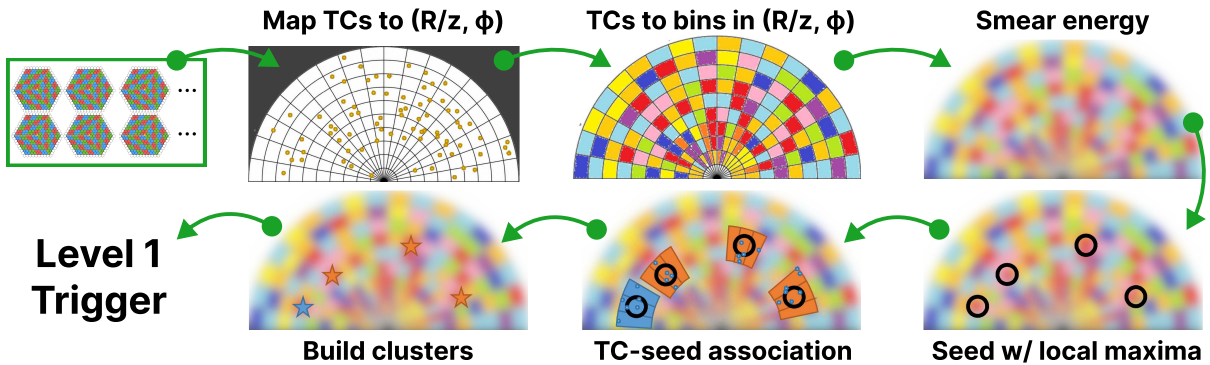 Map TCs to (R/z, ϕ)
TCs to bins in (R/z, ϕ)
Smear energy
...
...
Level 1
Trigger
Build clusters
TC-seed association
Seed w/ local maxima